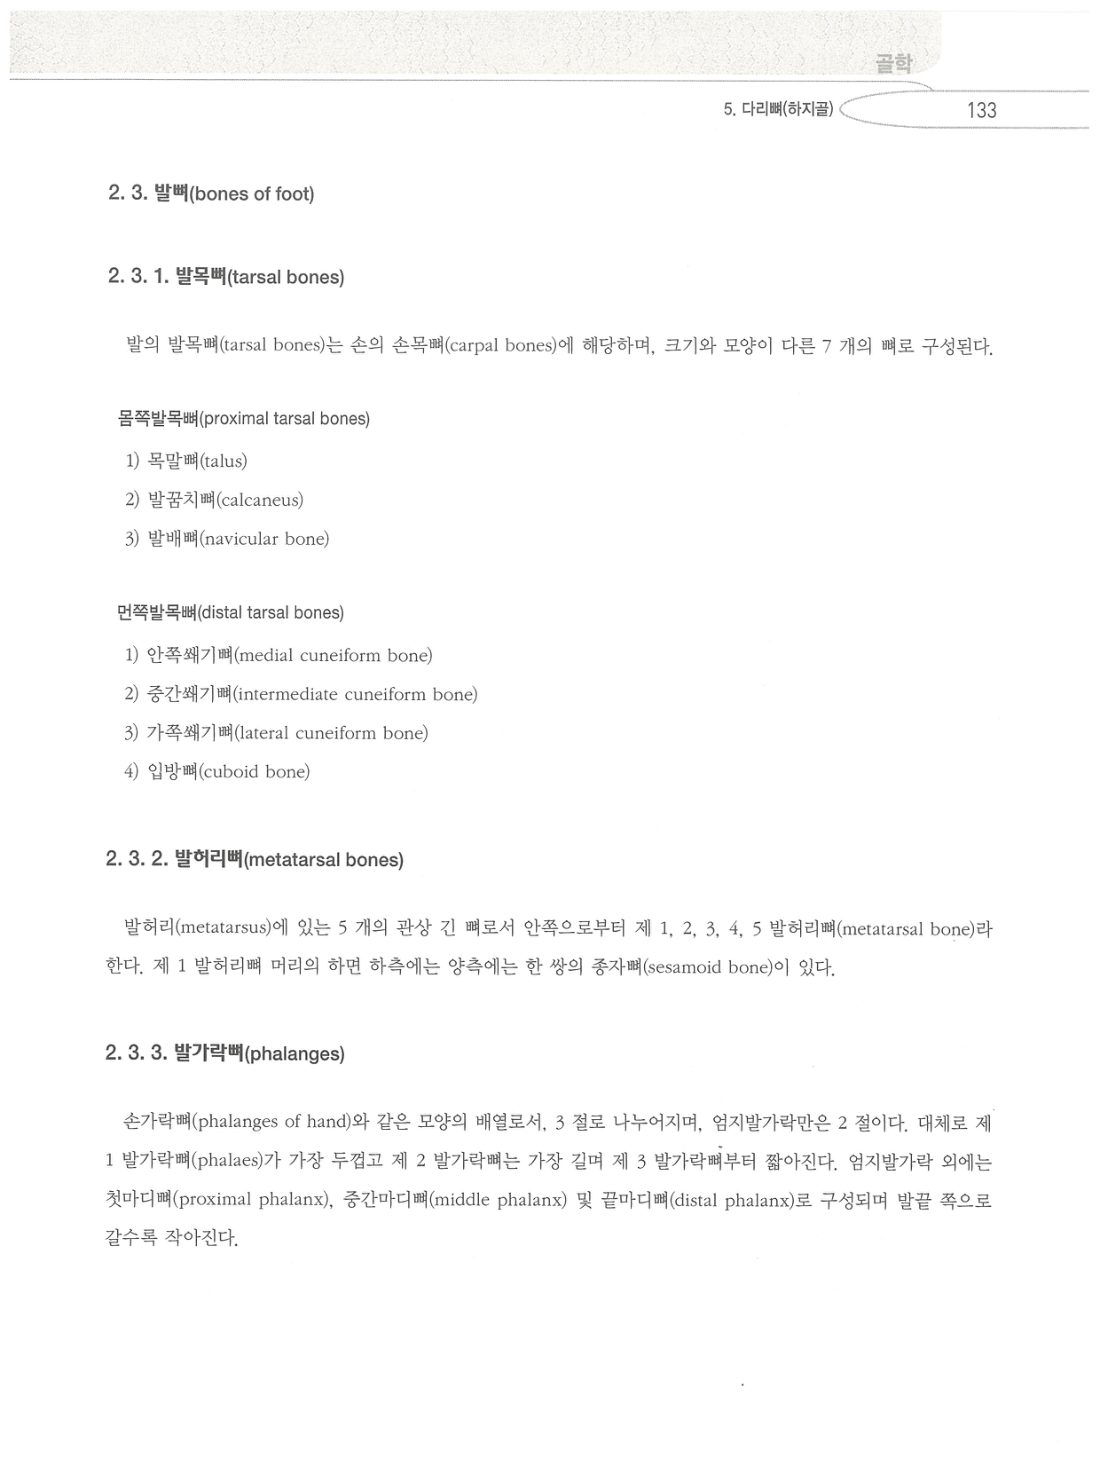 골학
5. 다리뼈(하지골) 133
2. 3. 발뼈(bones of foot)
2. 3. 1. 발목뼈(tarsal bones)
발의 발목뼈(tarsal bones)는 손의 손목뼈(carpal bones)에 해당하며, 크기와 모양이 다른 7 개의 뼈로 구성된다.
몸쪽발목뼈(proximal tarsal bones)
1) 목말뼈(talus)
2) 발꿈치뼈(calcaneus)
3) 발배뼈(navicular bone)
먼쪽발목뼈(distal tarsal bones)
1) 안쪽쐐기뼈(medial cuneiform bone)
2) 중간쐐기뼈(intermediate cuneiform bone)
3) 가쪽쐐기뼈(lateral cuneiform bone)
4) 입방뼈(cuboid bone)
2. 3. 2. 발허리뼈(metatarsal bones)
발허리(metatarsus)에 있는 5 개의 관상 긴 뼈로서 안쪽으로부터 제 1, 2, 3, 4, 5 발허리뼈(metatarsal bone)라
한다. 제 1 발허리뼈 머리의 하면 하측에는 양측에는 한 쌍의 종자뼈(sesamoid bone)이 있다.
2. 3. 3. 발가락뼈(phalanges)
손가락뼈(phalanges of hand)와 같은 모양의 배열로서, 3 절로 나누어지며, 엄지발가락만은 2 절이다. 대체로 제
1 발가락뼈(phalaes)가 가장 두껍고 제 2 발가락뼈는 가장 길며 제 3 발가락뼈부터 짧아진다. 엄지발가락 외에는
첫마디뼈(proximal phalanx), 중간마디뼈(middle phalanx) 및 끝마디뼈(distal phalanx)로 구성되며 발끝 쪽으로
갈수록 작아진다.